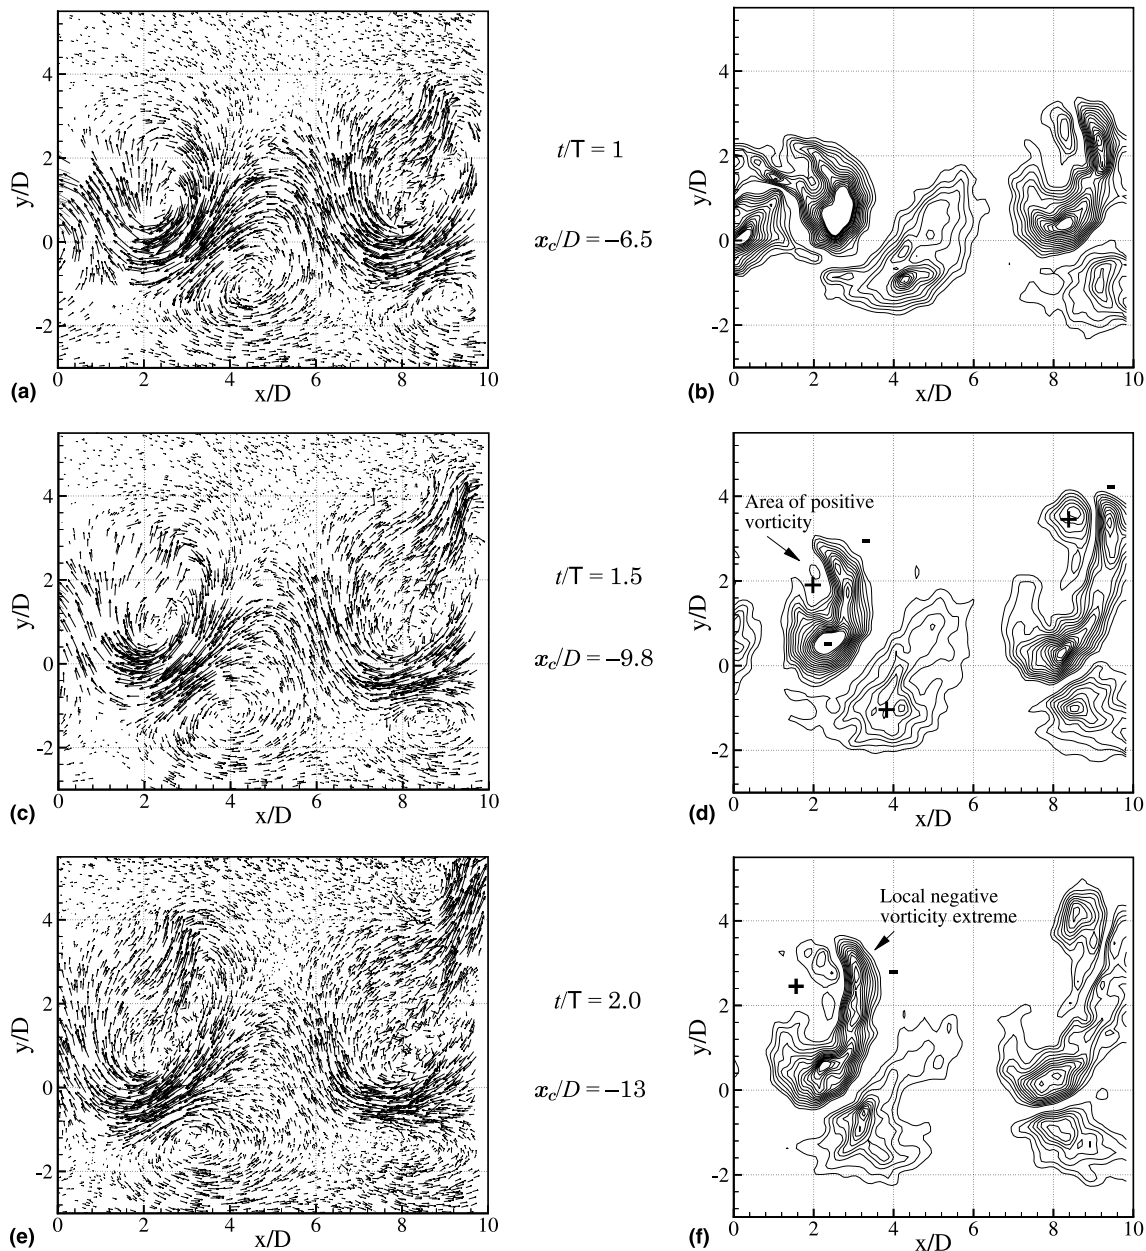 y/D
4
2
0
-2
0
2
4
6
8
10
x/D
(a)
t/T = 1
x_c/D = −6.5
y/D
4
2
0
-2
0
2
4
6
8
10
x/D
(b)
y/D
4
2
0
-2
0
2
4
6
8
10
x/D
(c)
t/T = 1.5
x_c/D = −9.8
y/D
4
2
0
-2
Area of positive
vorticity
+
-
+
-
+
-
0
2
4
6
8
10
x/D
(d)
y/D
4
2
0
-2
0
2
4
6
8
10
x/D
(e)
t/T = 2.0
x_c/D = −13
y/D
4
2
0
-2
Local negative
vorticity extreme
+
-
0
2
4
6
8
10
x/D
(f)